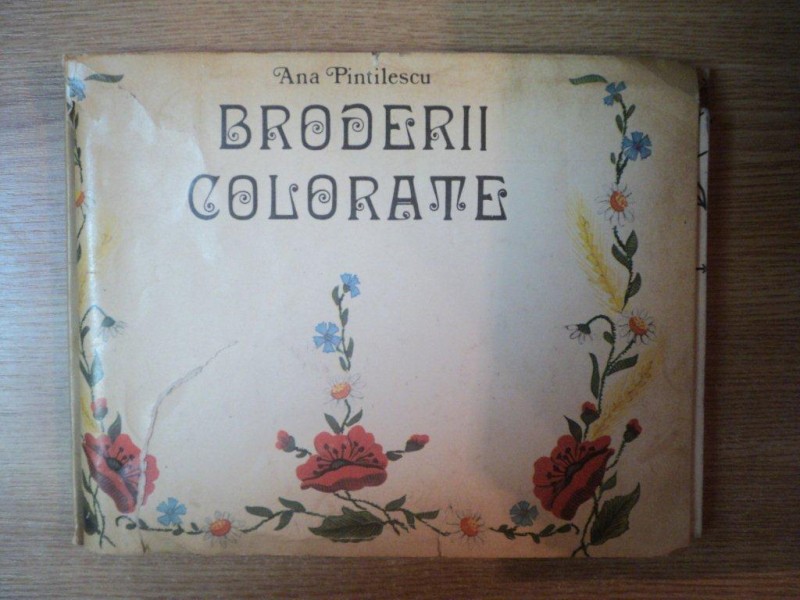 Ana Pintilescu
BRODERII
COLORATE